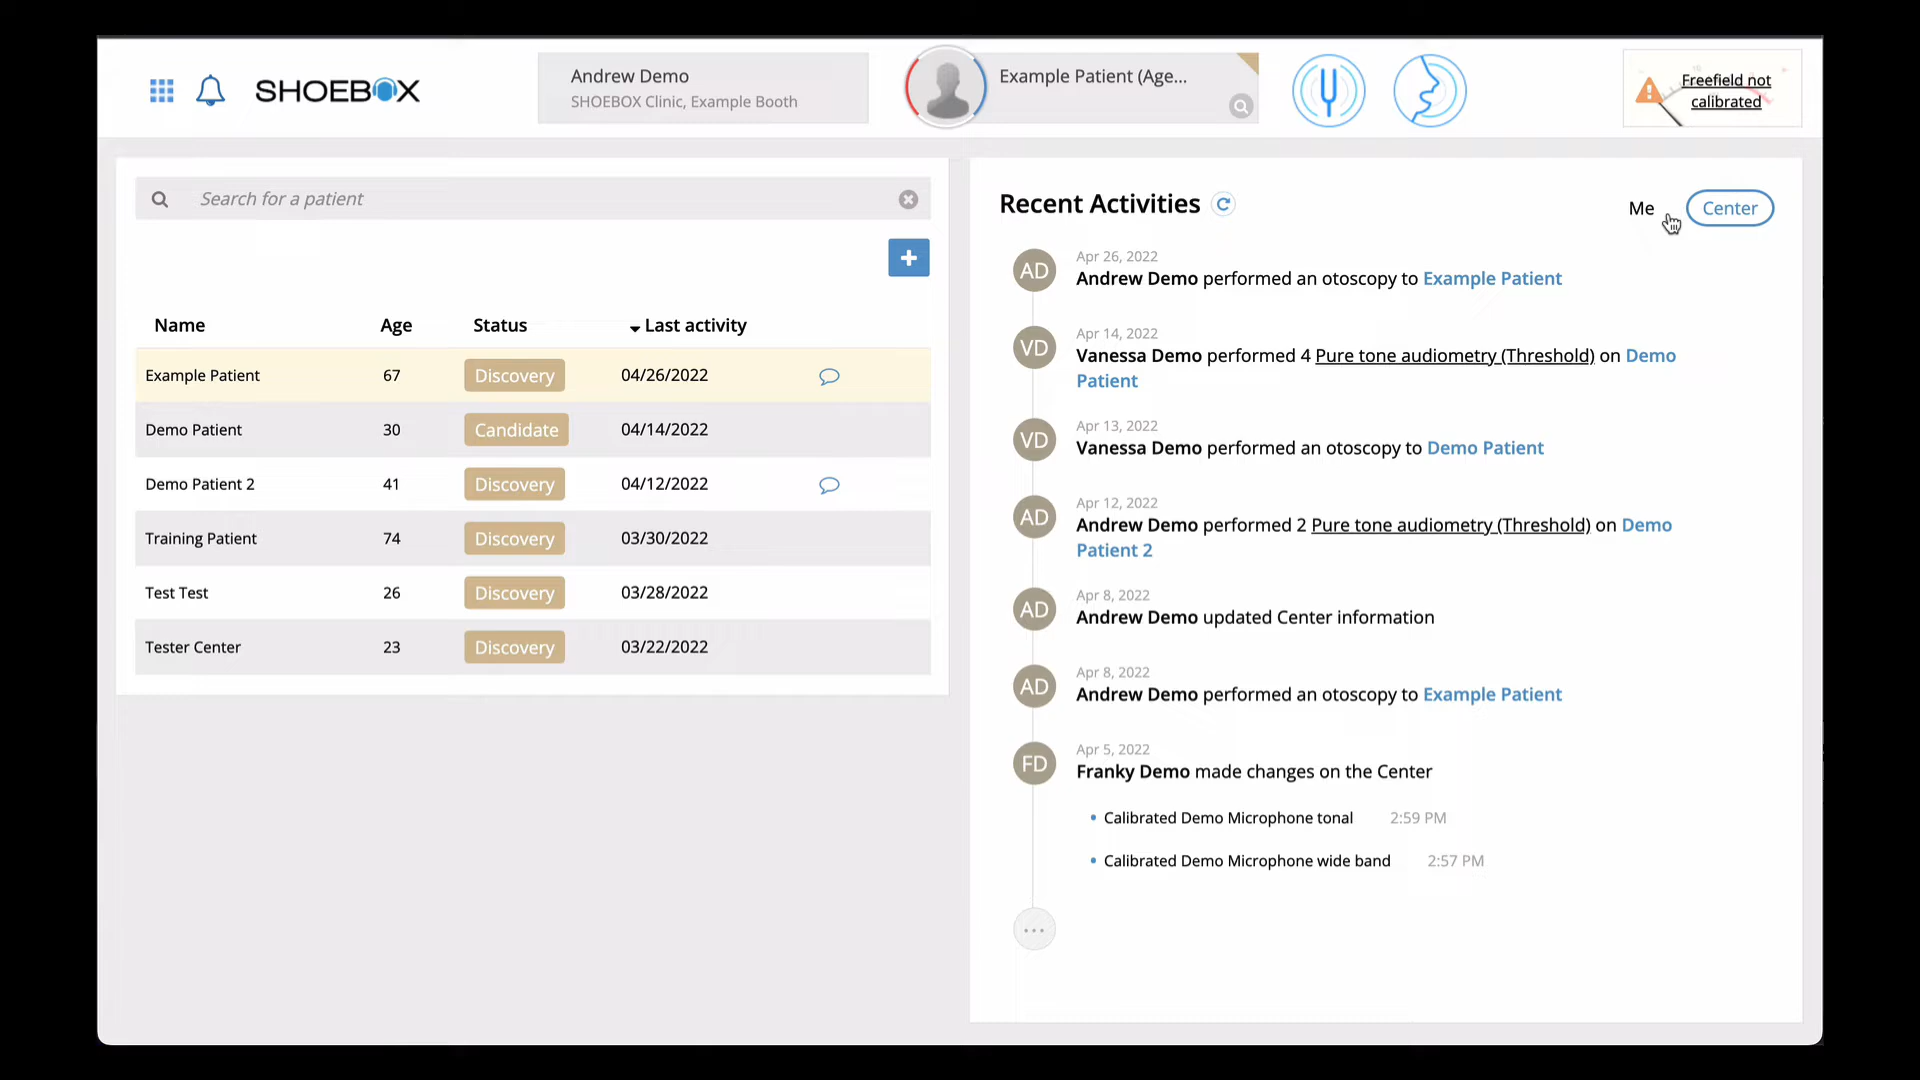 SHOEBOX
Andrew Demo
SHOEBOX Clinic, Example Booth
Example Patient (Age...
Freefield not
calibrated
Search for a patient
Name Age Status Last activity
Example Patient 67 Discovery 04/26/2022
Demo Patient 30 Candidate 04/14/2022
Demo Patient 2 41 Discovery 04/12/2022
Training Patient 74 Discovery 03/30/2022
Test Test 26 Discovery 03/28/2022
Tester Center 23 Discovery 03/22/2022
Recent Activities
Me Center
Apr 26, 2022
AD Andrew Demo performed an otoscopy to Example Patient
Apr 14, 2022
VD Vanessa Demo performed 4 Pure tone audiometry (Threshold) on Demo
Patient
Apr 13, 2022
VD Vanessa Demo performed an otoscopy to Demo Patient
Apr 12, 2022
AD Andrew Demo performed 2 Pure tone audiometry (Threshold) on Demo
Patient 2
Apr 8, 2022
AD Andrew Demo updated Center information
Apr 8, 2022
AD Andrew Demo performed an otoscopy to Example Patient
Apr 5, 2022
FD Franky Demo made changes on the Center
• Calibrated Demo Microphone tonal 2:59 PM
• Calibrated Demo Microphone wide band 2:57 PM
...